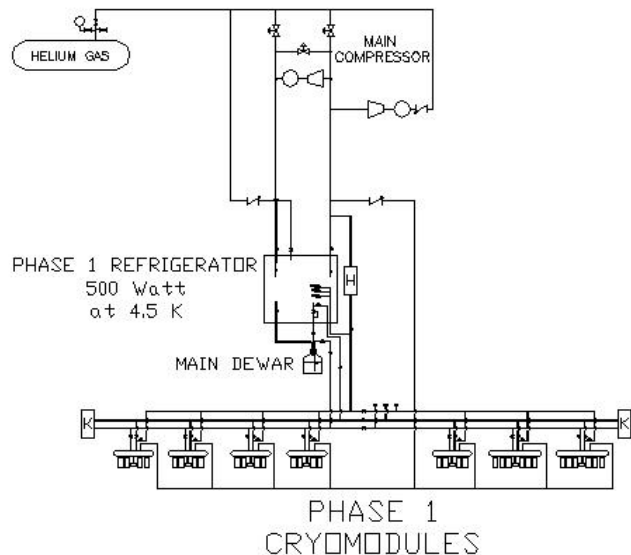 HELIUM GAS
MAIN
COMPRESSOR
PHASE 1 REFRIGERATOR
500 Watt
at 4.5 K
H
MAIN DEWAR
K
K
PHASE 1
CRYOMODULES